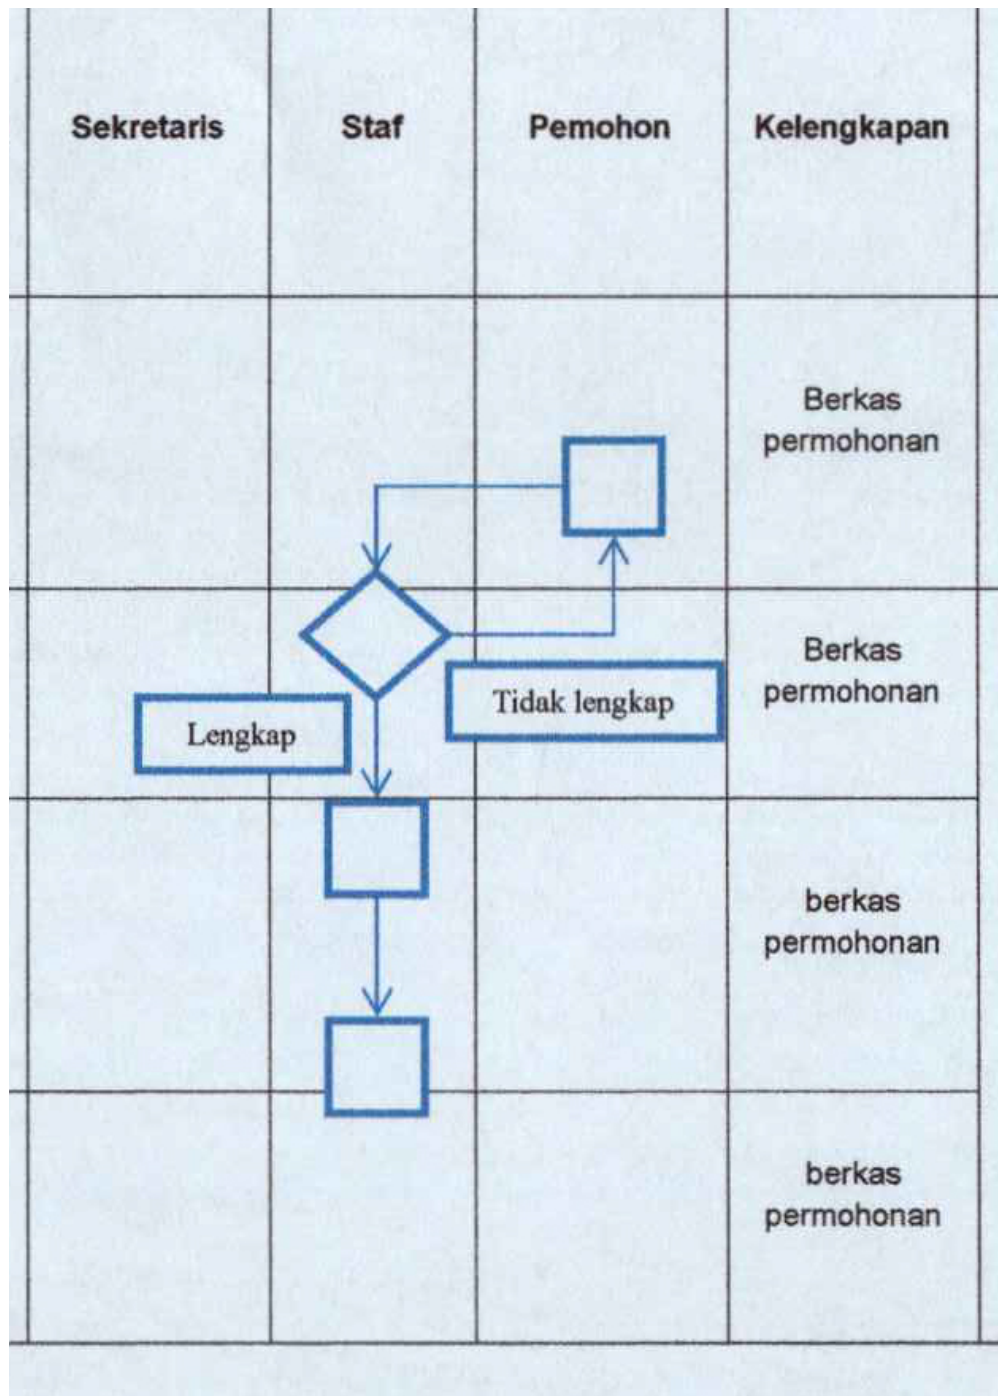 Sekretaris
Staf
Pemohon
Kelengkapan
Berkas
permohonan
Berkas
permohonan
Tidak lengkap
Lengkap
berkas
permohonan
berkas
permohonan